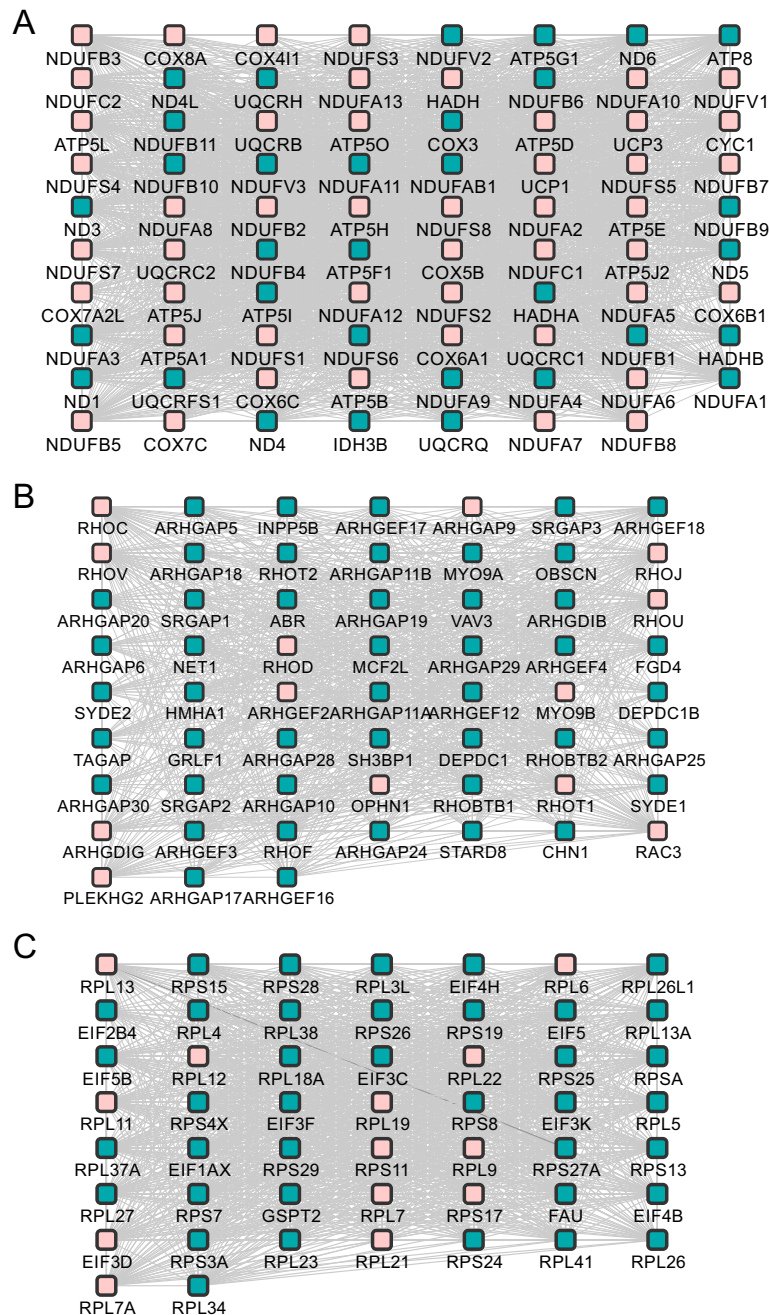 A
NDUFB3 COX8A COX4I1 NDUFS3 NDUFV2 ATP5G1 ND6 ATP8
NDUFC2 ND4L UQCRH NDUFA13 HADH NDUFB6 NDUFA10 NDUFV1
ATP5L NDUFB11 UQCRB ATP5O COX3 ATP5D UCP3 CYC1
NDUFS4 NDUFB10 NDUFV3 NDUFA11 NDUFAB1 UCP1 NDUFS5 NDUFB7
ND3 NDUFA8 NDUFB2 ATP5H NDUFS8 NDUFA2 ATP5E NDUFB9
NDUFS7 UQCRC2 NDUFB4 ATP5F1 COX5B NDUFC1 ATP5J2 ND5
COX7A2L ATP5J ATP5I NDUFA12 NDUFS2 HADHA NDUFA5 COX6B1
NDUFA3 ATP5A1 NDUFS1 NDUFS6 COX6A1 UQCRC1 NDUFB1 HADHB
ND1 UQCRFS1 COX6C ATP5B NDUFA9 NDUFA4 NDUFA6 NDUFA1
NDUFB5 COX7C ND4 IDH3B UQCRQ NDUFA7 NDUFB8
B
RHOC ARHGAP5 INPP5B ARHGEF17 ARHGAP9 SRGAP3 ARHGEF18
RHOV ARHGAP18 RHOT2 ARHGAP11B MYO9A OBSCN RHOJ
ARHGAP20 SRGAP1 ABR ARHGAP19 VAV3 ARHGDIB RHOU
ARHGAP6 NET1 RHOD MCF2L ARHGAP29 ARHGEF4 FGD4
SYDE2 HMHA1 ARHGEF2 ARHGAP11A ARHGEF12 MYO9B DEPDC1B
TAGAP GRLF1 ARHGAP28 SH3BP1 DEPDC1 RHOBTB2 ARHGAP25
ARHGAP30 SRGAP2 ARHGAP10 OPHN1 RHOBTB1 RHOT1 SYDE1
ARHGDIG ARHGEF3 RHOF ARHGAP24 STARD8 CHN1 RAC3
PLEKHG2 ARHGAP17 ARHGEF16
C
RPL13 RPS15 RPS28 RPL3L EIF4H RPL6 RPL26L1
EIF2B4 RPL4 RPL38 RPS26 RPS19 EIF5 RPL13A
EIF5B RPL12 RPL18A EIF3C RPL22 RPS25 RPSA
RPL11 RPS4X EIF3F RPL19 RPS8 EIF3K RPL5
RPL37A EIF1AX RPS29 RPS11 RPL9 RPS27A RPS13
RPL27 RPS7 GSPT2 RPL7 RPS17 FAU EIF4B
EIF3D RPS3A RPL23 RPL21 RPS24 RPL41 RPL26
RPL7A RPL34